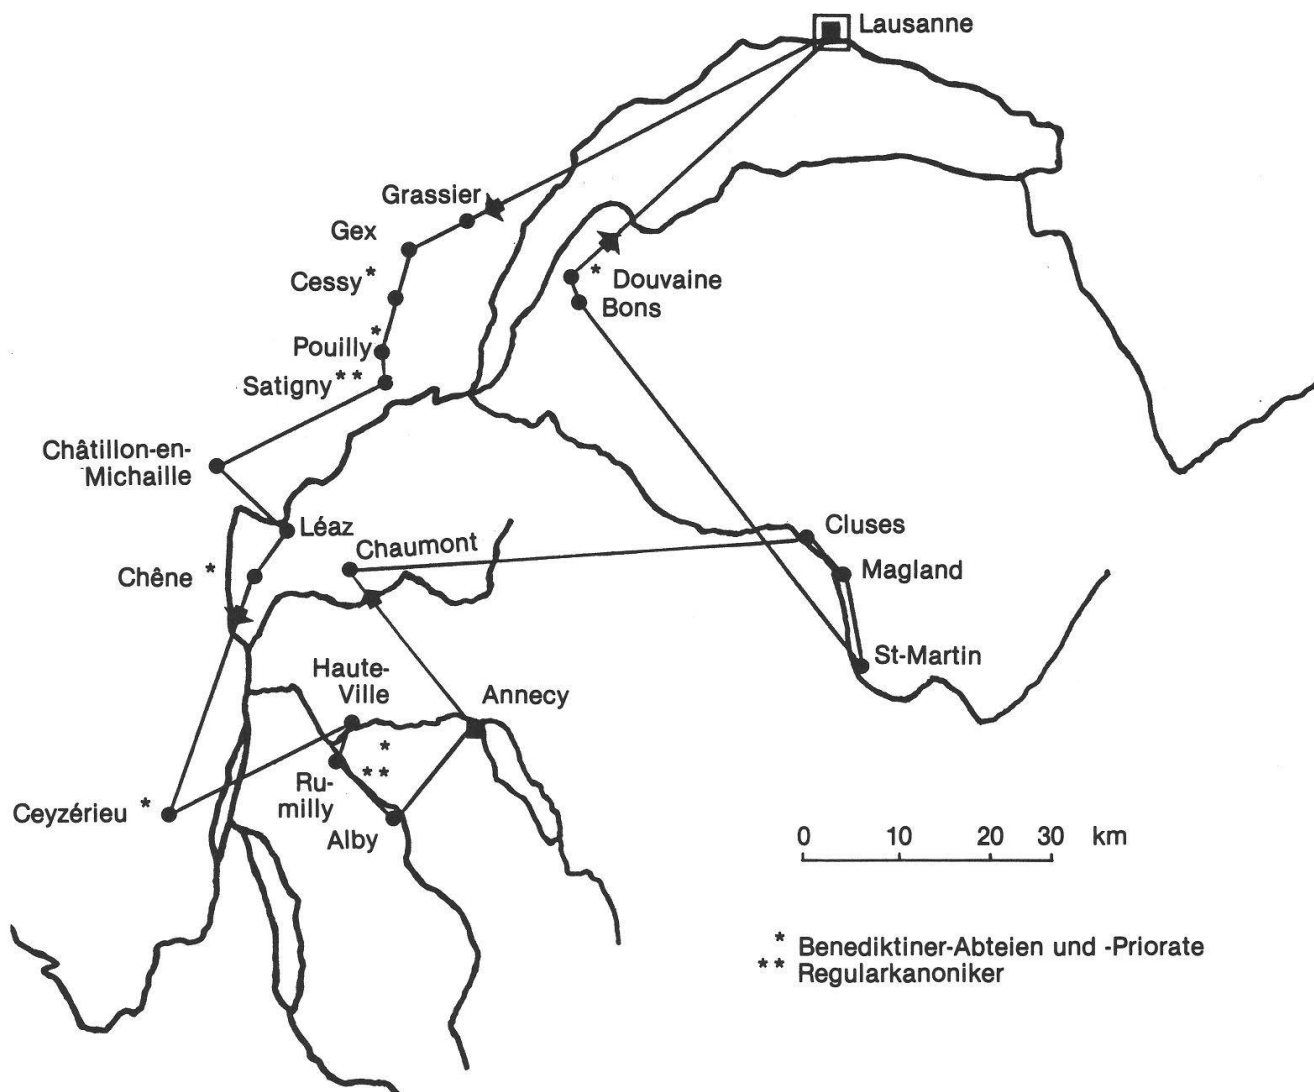 Lausanne
Grassier
Gex
Cessy *
* Douvaine
Bons
Pouilly *
Satigny * *
Châtillon-en-
Michaille
Léaz
Chaumont
Cluses
Chêne *
Magland
St-Martin
Haute-
Ville
Annecy
*
* *
Ru-
milly
Ceyzérieu *
Alby
0 10 20 30 km
* Benediktiner-Abteien und -Priorate
* * Regularkanoniker